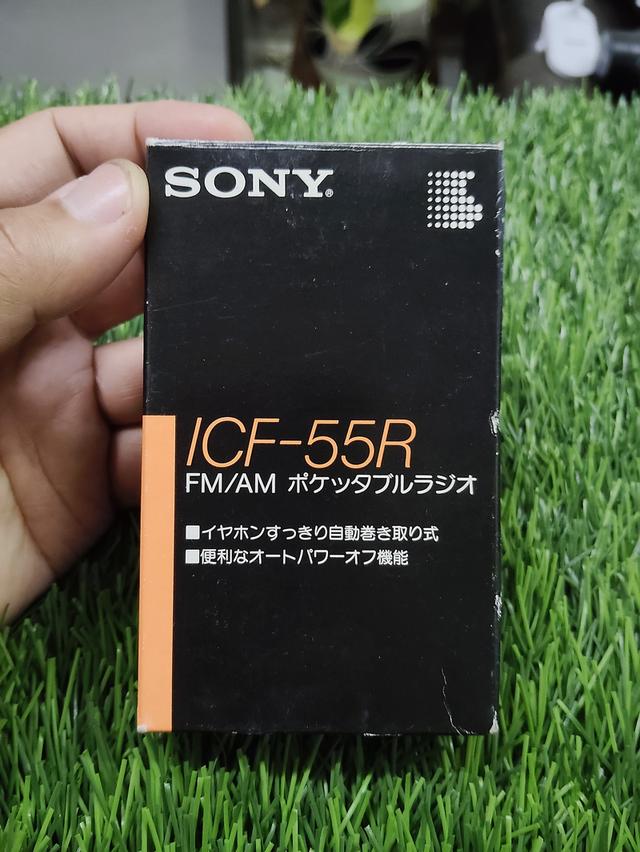 SONY®
ICF-55R
FM/AM ポケッタブルラジオ
■イヤホンすっきり自動巻き取り式
■便利なオートパワーオフ機能